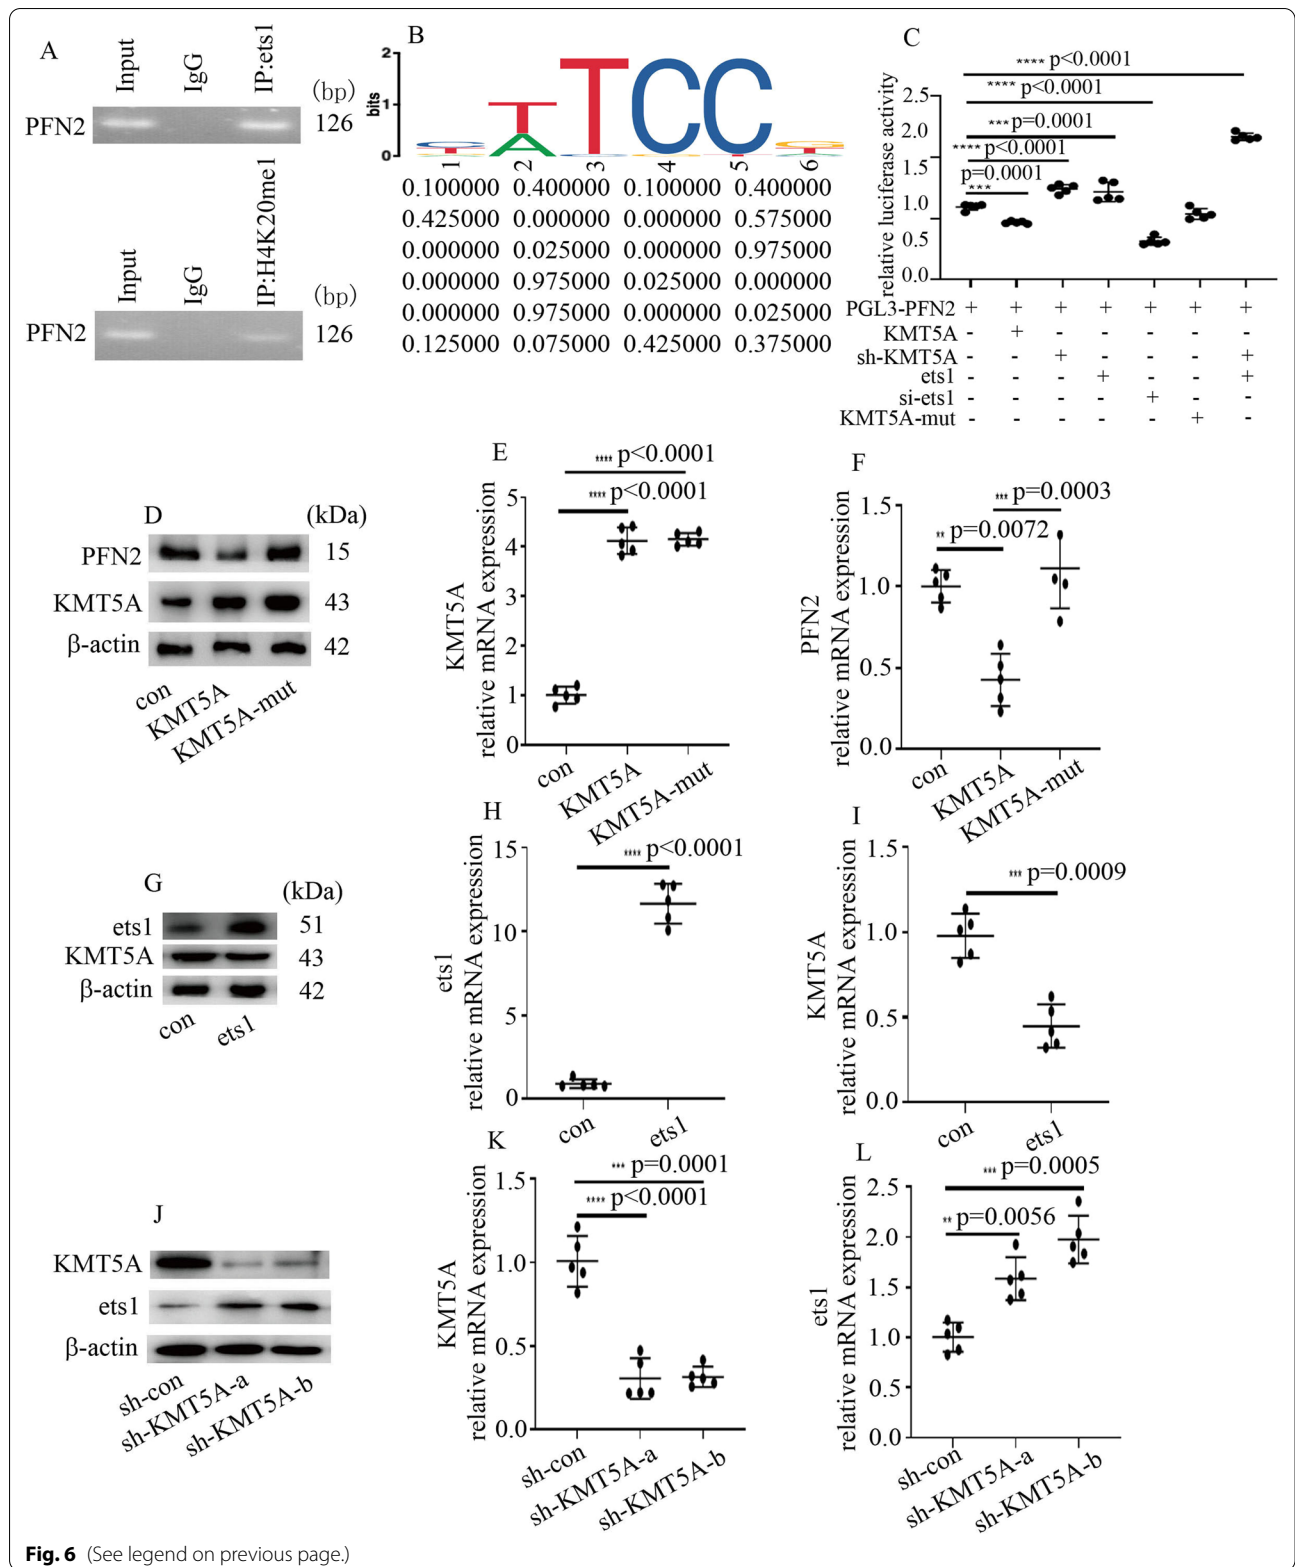 A
Input
IgG
IP:ets1
(bp)
PFN2
126
Input
IgG
IP:H4K20me1
(bp)
PFN2
126
B
bits
2
1
0
T
A
T
C
C
1
2
3
4
5
6
0.100000 0.400000 0.100000 0.400000
0.425000 0.000000 0.000000 0.575000
0.000000 0.025000 0.000000 0.975000
0.000000 0.975000 0.025000 0.000000
0.000000 0.975000 0.000000 0.025000
0.125000 0.075000 0.425000 0.375000
C
relative luciferase activity
2.5
2.0
1.5
1.0
0.5
0.0
**** p<0.0001
**** p<0.0001
*** p=0.0001
**** p<0.0001
p=0.0001
***
PGL3-PFN2 + + + + + + +
KMT5A - + - - - - -
sh-KMT5A - - + - - - +
ets1 - - - + - - +
si-ets1 - - - - + - -
KMT5A-mut - - - - - + -
D
(kDa)
PFN2 15
KMT5A 43
β-actin 42
con
KMT5A
KMT5A-mut
E
**** p<0.0001
**** p<0.0001
KMT5A
relative mRNA expression
5
4
3
2
1
0
con
KMT5A
KMT5A-mut
F
*** p=0.0003
** p=0.0072
PFN2
relative mRNA expression
1.5
1.0
0.5
0.0
con
KMT5A
KMT5A-mut
G
(kDa)
ets1 51
KMT5A 43
β-actin 42
con
ets1
H
**** p<0.0001
ets1
relative mRNA expression
15
10
5
0
con
ets1
I
*** p=0.0009
KMT5A
relative mRNA expression
1.5
1.0
0.5
0.0
con
ets1
J
KMT5A
ets1
β-actin
sh-con
sh-KMT5A-a
sh-KMT5A-b
K
*** p=0.0001
**** p<0.0001
KMT5A
relative mRNA expression
1.5
1.0
0.5
0.0
sh-con
sh-KMT5A-a
sh-KMT5A-b
L
*** p=0.0005
** p=0.0056
ets1
relative mRNA expression
2.5
2.0
1.5
1.0
0.5
0.0
sh-con
sh-KMT5A-a
sh-KMT5A-b
Fig. 6 (See legend on previous page.)